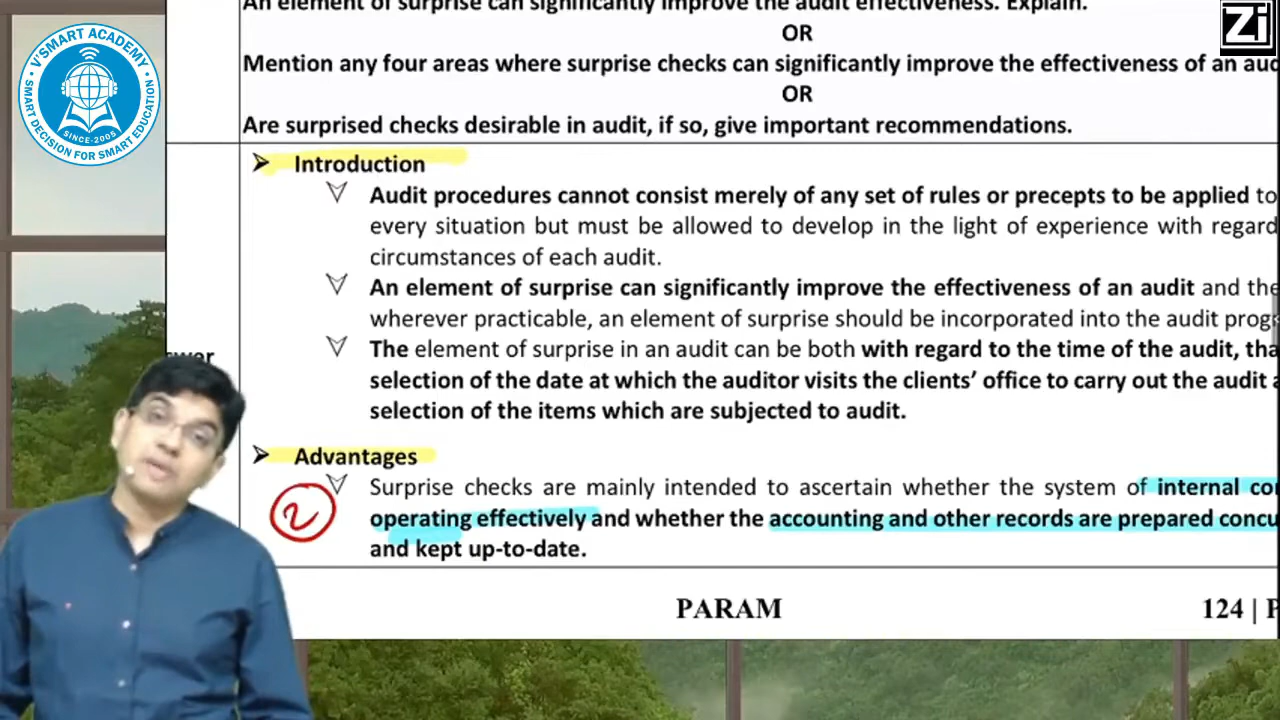 An element of surprise can significantly improve the audit effectiveness. Explain.
OR
Mention any four areas where surprise checks can significantly improve the effectiveness of an
OR
Are surprised checks desirable in audit, if so, give important recommendations.
Introduction
Audit procedures cannot consist merely of any set of rules or precepts to be applied to
every situation but must be allowed to develop in the light of experience with regard
circumstances of each audit.
An element of surprise can significantly improve the effectiveness of an audit and
wherever practicable, an element of surprise should be incorporated into the audit
The element of surprise in an audit can be both with regard to the time of the audit,
selection of the date at which the auditor visits the clients' office to carry out the audit
selection of the items which are subjected to audit.
Advantages
Surprise checks are mainly intended to ascertain whether the system of internal
operating effectively and whether the accounting and other records are prepared
and kept up-to-date.
2
PARAM
124 |
V'SMART ACADEMY
SINCE-2005
SMART DECISION FOR SMART EDUCATION
Zi